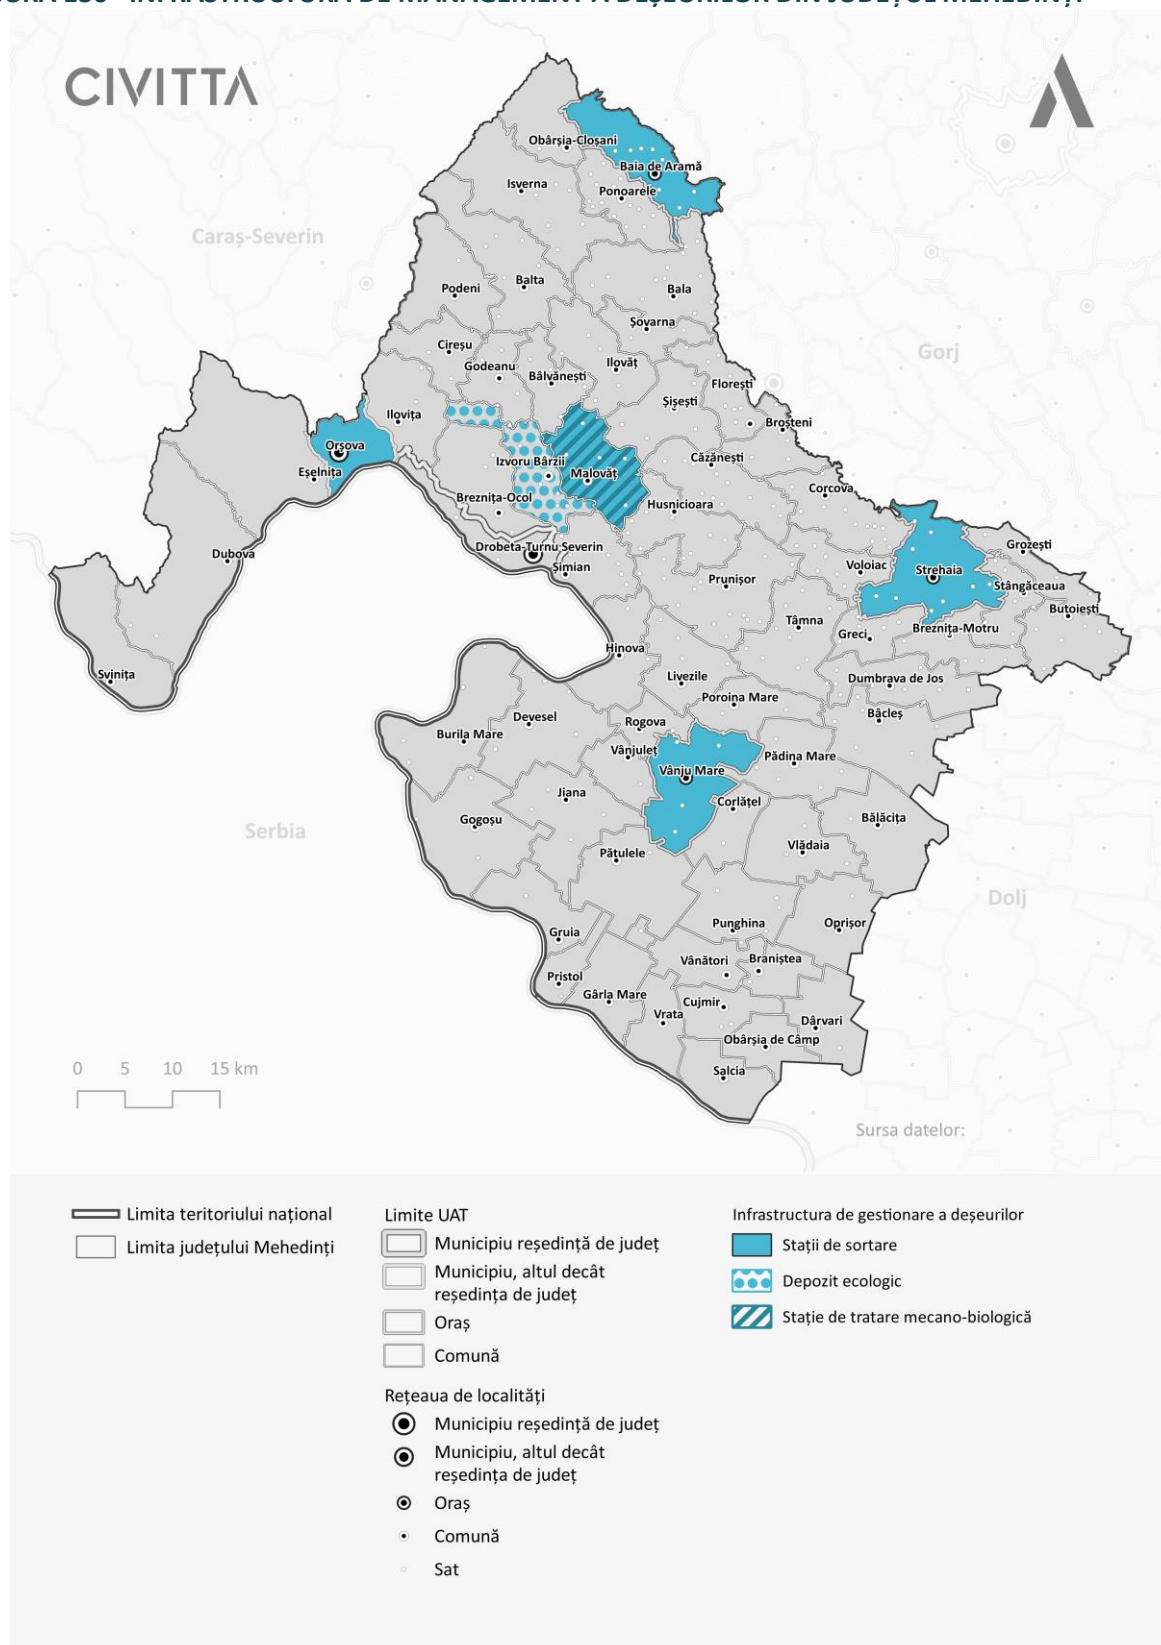 INFRASTRUCTURA DE MANAGEMENT A DEȘEURILOR DIN JUDEȚUL MEHEDINȚI
CIVITTA
Obârșia-Cloșani
Baia de Aramă
Isverna
Ponoarele
Caraș-Severin
Balta
Podeni
Bala
Șovarna
Gorj
Cireșu
Godeanu
Ilovăț
Bâlvănești
Florești
Șișești
Ilovița
Broșteni
Orșova
Izvoru Bârzii
Căzănești
Eșelnița
Malovăț
Corcova
Breznița-Ocol
Husnicioara
Drobeta-Turnu Severin
Grozești
Dubova
Șimian
Voloiac
Strehaia
Prunișor
Stângăceaua
Butoiești
Tâmna
Greci
Breznița-Motru
Hinova
Svinița
Livezile
Dumbrava de Jos
Poroina Mare
Bâcleș
Devesel
Rogova
Burila Mare
Vânjuleț
Pădina Mare
Vânju Mare
Jiana
Corlățel
Gogoșu
Bălăcița
Serbia
Vlădaia
Pătulele
Dolj
Punghina
Oprișor
Gruia
Vânători
Braniștea
Pristol
Gârla Mare
Cujmir
Vrata
Dârvari
Obârșia de Câmp
Salcia
0 5 10 15 km
Sursa datelor:
Limita teritoriului național
Limita județului Mehedinți
Limite UAT
Municipiu reședință de județ
Municipiu, altul decât
reședința de județ
Oraș
Comună
Rețeaua de localități
Municipiu reședință de județ
Municipiu, altul decât
reședința de județ
Oraș
Comună
Sat
Infrastructura de gestionare a deșeurilor
Stații de sortare
Depozit ecologic
Stație de tratare mecano-biologică